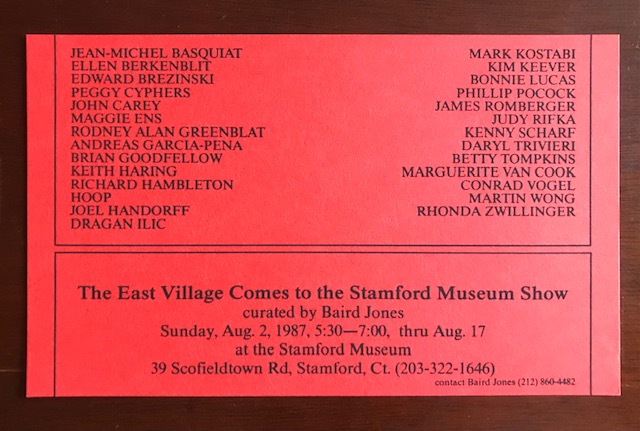 JEAN-MICHEL BASQUIAT
ELLEN BERKENBLIT
EDWARD BREZINSKI
PEGGY CYPHERS
JOHN CAREY
MAGGIE ENS
RODNEY ALAN GREENBLAT
ANDREAS GARCIA-PENA
BRIAN GOODFELLOW
KEITH HARING
RICHARD HAMBLETON
HOOP
JOEL HANDORFF
DRAGAN ILIC
MARK KOSTABI
KIM KEEVER
BONNIE LUCAS
PHILLIP POCOCK
JAMES ROMBERGER
JUDY RIFKA
KENNY SCHARF
DARYL TRIVIERI
BETTY TOMPKINS
MARGUERITE VAN COOK
CONRAD VOGEL
MARTIN WONG
RHONDA ZWILLINGER
The East Village Comes to the Stamford Museum Show
curated by Baird Jones
Sunday, Aug. 2, 1987, 5:30—7:00, thru Aug. 17
at the Stamford Museum
39 Scofieldtown Rd, Stamford, Ct. (203-322-1646)
contact Baird Jones (212) 860-4482